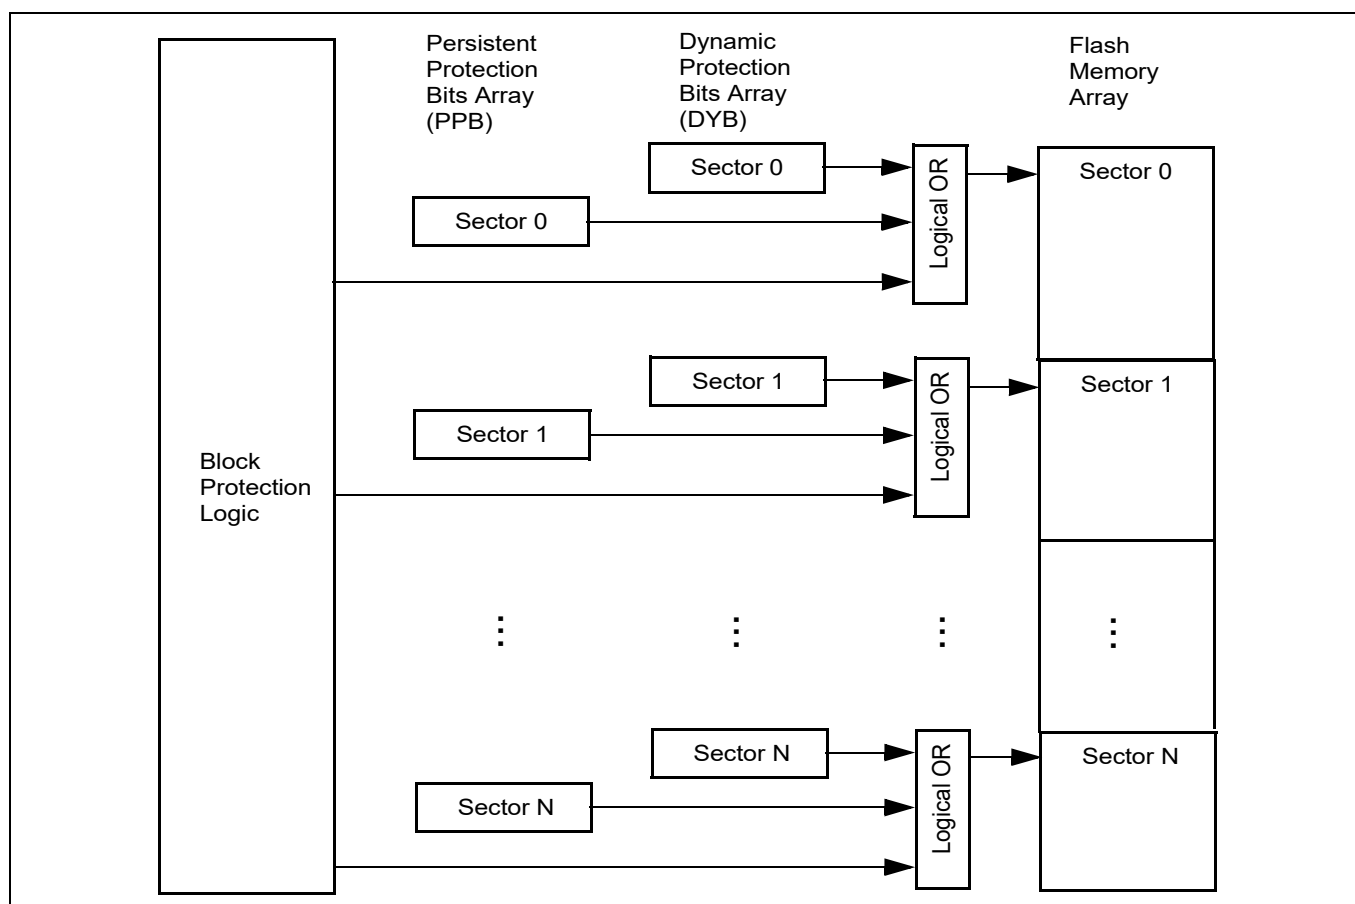 Persistent
Protection
Bits Array
(PPB)
Dynamic
Protection
Bits Array
(DYB)
Flash
Memory
Array
Sector 0
Sector 0
Logical OR
Sector 0
Sector 1
Sector 1
Logical OR
Sector 1
Block
Protection
Logic
⋮ ⋮ ⋮ ⋮
Sector N
Sector N
Logical OR
Sector N